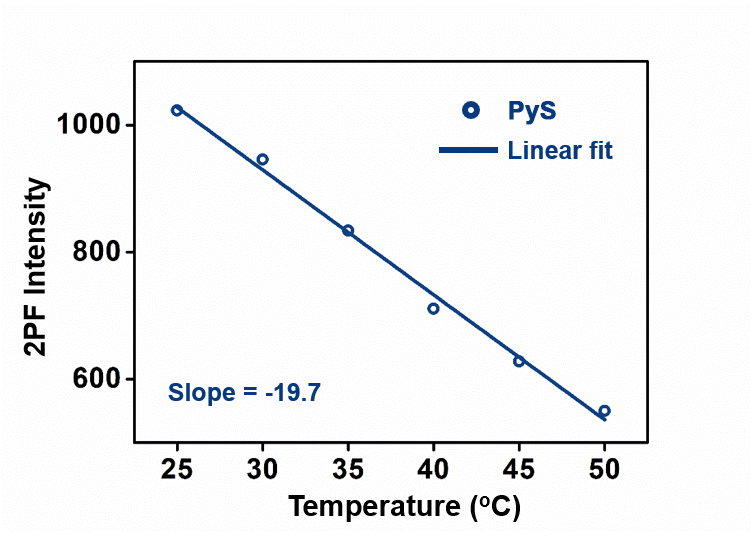 PyS
Linear fit
1000
800
600
2PF Intensity
Slope = -19.7
25 30 35 40 45 50
Temperature (ºC)